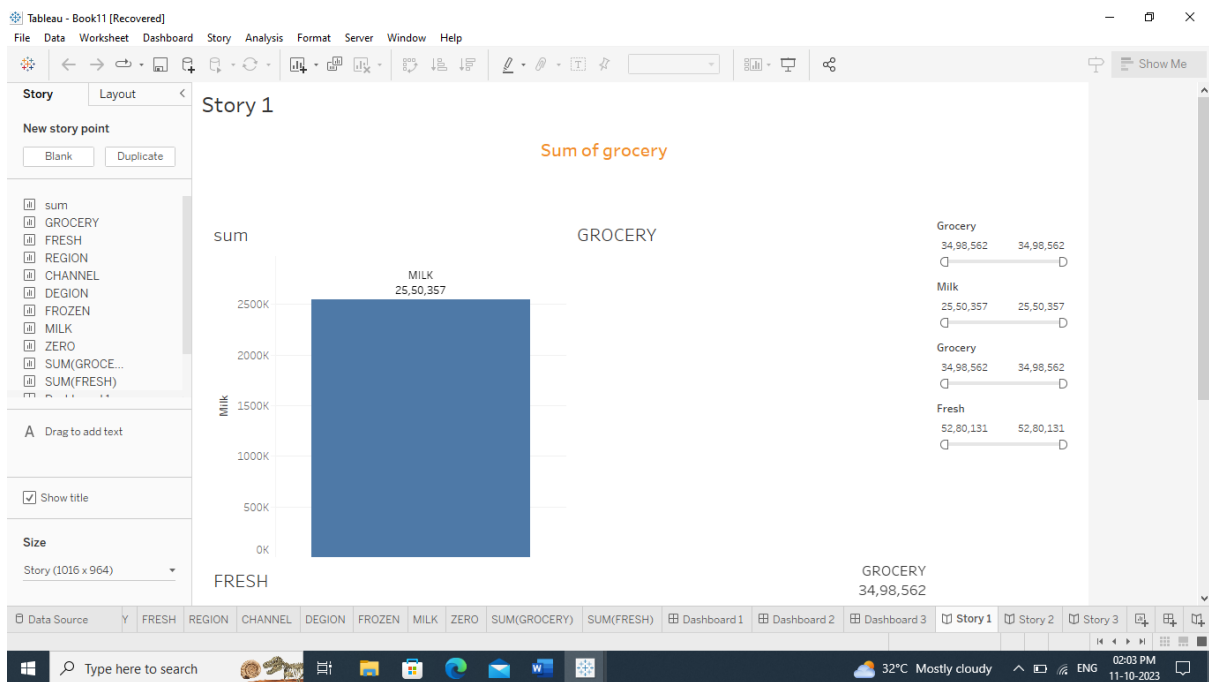 Tableau - Book11 [Recovered]
File Data Worksheet Dashboard Story Analysis Format Server Window Help
Show Me
Story Layout
New story point
Blank Duplicate
sum
GROCERY
FRESH
REGION
CHANNEL
DEGION
FROZEN
MILK
ZERO
SUM(GROCE...
SUM(FRESH)
A Drag to add text
Show title
Size
Story (1016 x 964)
Story 1
Sum of grocery
sum
GROCERY
MILK
25,50,357
2500K
2000K
1500K
1000K
500K
0K
Milk
FRESH
GROCERY
34,98,562
Grocery
34,98,562 34,98,562
Milk
25,50,357 25,50,357
Grocery
34,98,562 34,98,562
Fresh
52,80,131 52,80,131
Data Source Y FRESH REGION CHANNEL DEGION FROZEN MILK ZERO SUM(GROCERY) SUM(FRESH) Dashboard 1 Dashboard 2 Dashboard 3 Story 1 Story 2 Story 3
Type here to search
32°C Mostly cloudy
ENG
02:03 PM
11-10-2023